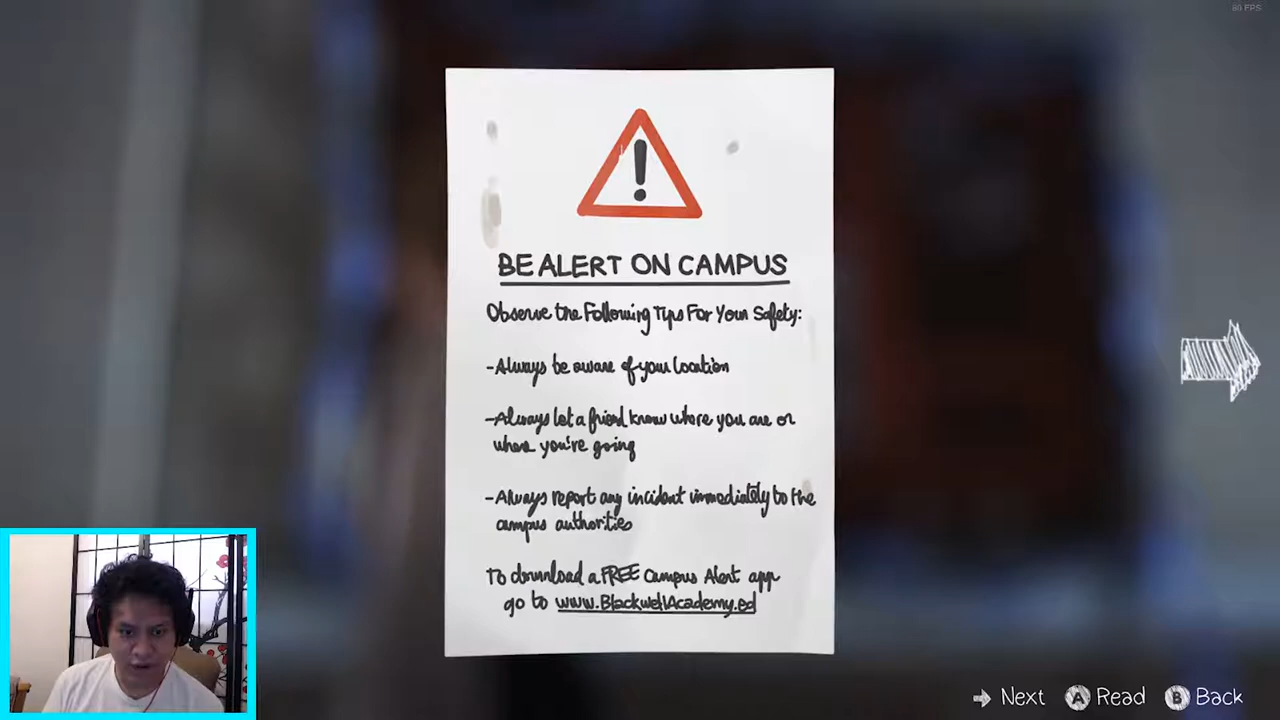 60 FPS
!
BE ALERT ON CAMPUS
Observe the Following Tips For Your Safety:
-Always be aware of your location
-Always let a friend know where you are or
where you're going
-Always report any incident immediately to the
campus authorities
To download a FREE Campus Alert app
go to www.BlackwellAcademy.ed
Next A Read B Back